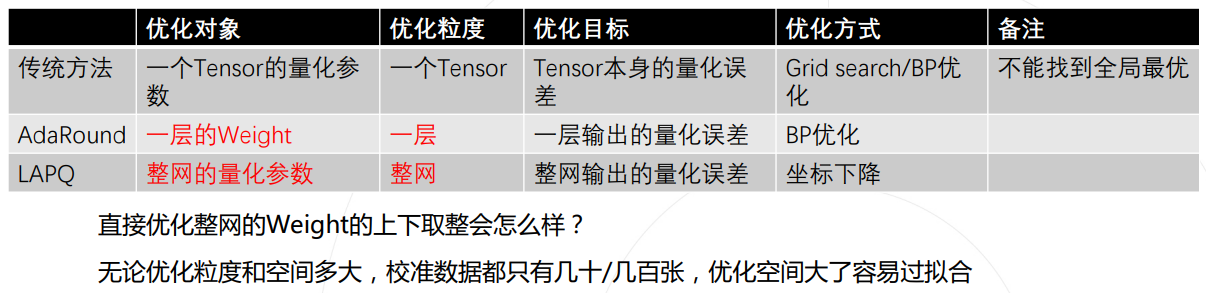 优化对象 优化粒度 优化目标 优化方式 备注
传统方法 一个Tensor的量化参数 一个Tensor Tensor本身的量化误差 Grid search/BP优化 不能找到全局最优
AdaRound 一层的Weight 一层 一层输出的量化误差 BP优化
LAPQ 整网的量化参数 整网 整网输出的量化误差 坐标下降
直接优化整网的Weight的上下取整会怎么样？
无论优化粒度和空间多大，校准数据都只有几十/几百张，优化空间大了容易过拟合